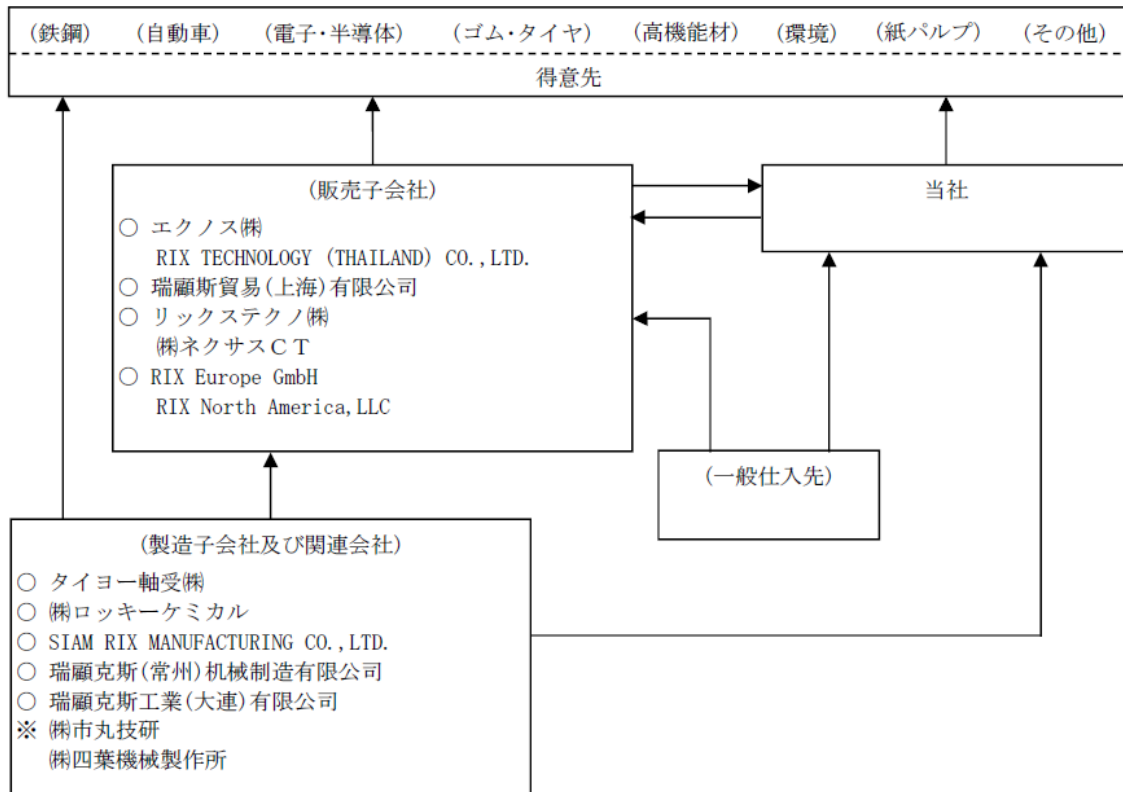 (鉄鋼) (自動車) (電子・半導体) (ゴム・タイヤ) (高機能材) (環境) (紙パルプ) (その他)
得意先
(販売子会社)
○ エクノス㈱
RIX TECHNOLOGY (THAILAND) CO.,LTD.
○ 瑞顧斯貿易(上海)有限公司
○ リックステクノ㈱
㈱ネクサスCT
○ RIX Europe GmbH
RIX North America,LLC
当社
(一般仕入先)
(製造子会社及び関連会社)
○ タイヨー軸受㈱
○ ㈱ロッキーケミカル
○ SIAM RIX MANUFACTURING CO.,LTD.
○ 瑞顧克斯(常州)机械制造有限公司
○ 瑞顧克斯工業(大連)有限公司
※ ㈱市丸技研
㈱四葉機械製作所